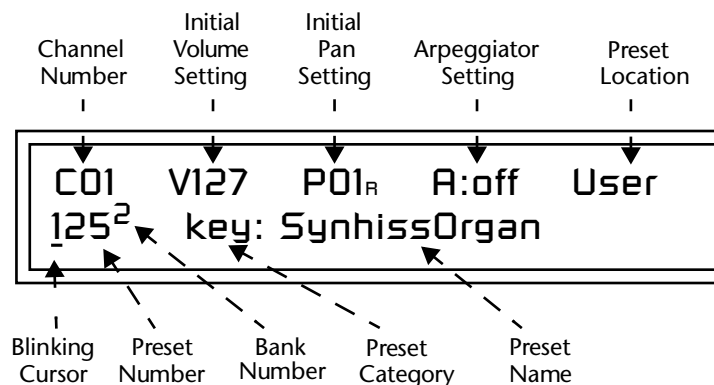 Initial Initial
Channel Volume Pan Arpeggiator Preset
Number Setting Setting Setting Location
C01 V127 P01R A:off User
125² key: SynhissOrgan
Blinking Preset Bank Preset Preset
Cursor Number Number Category Name